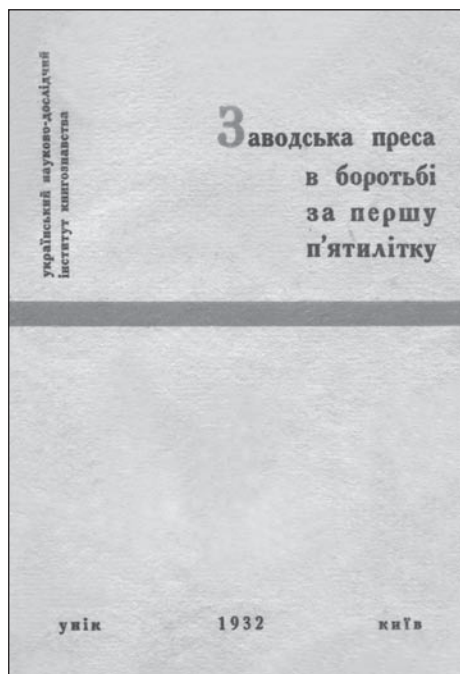 український науково-дослідчий
інститут книгознавства
Заводська преса
в боротьбі
за першу
п'ятилітку
унік 1932 київ